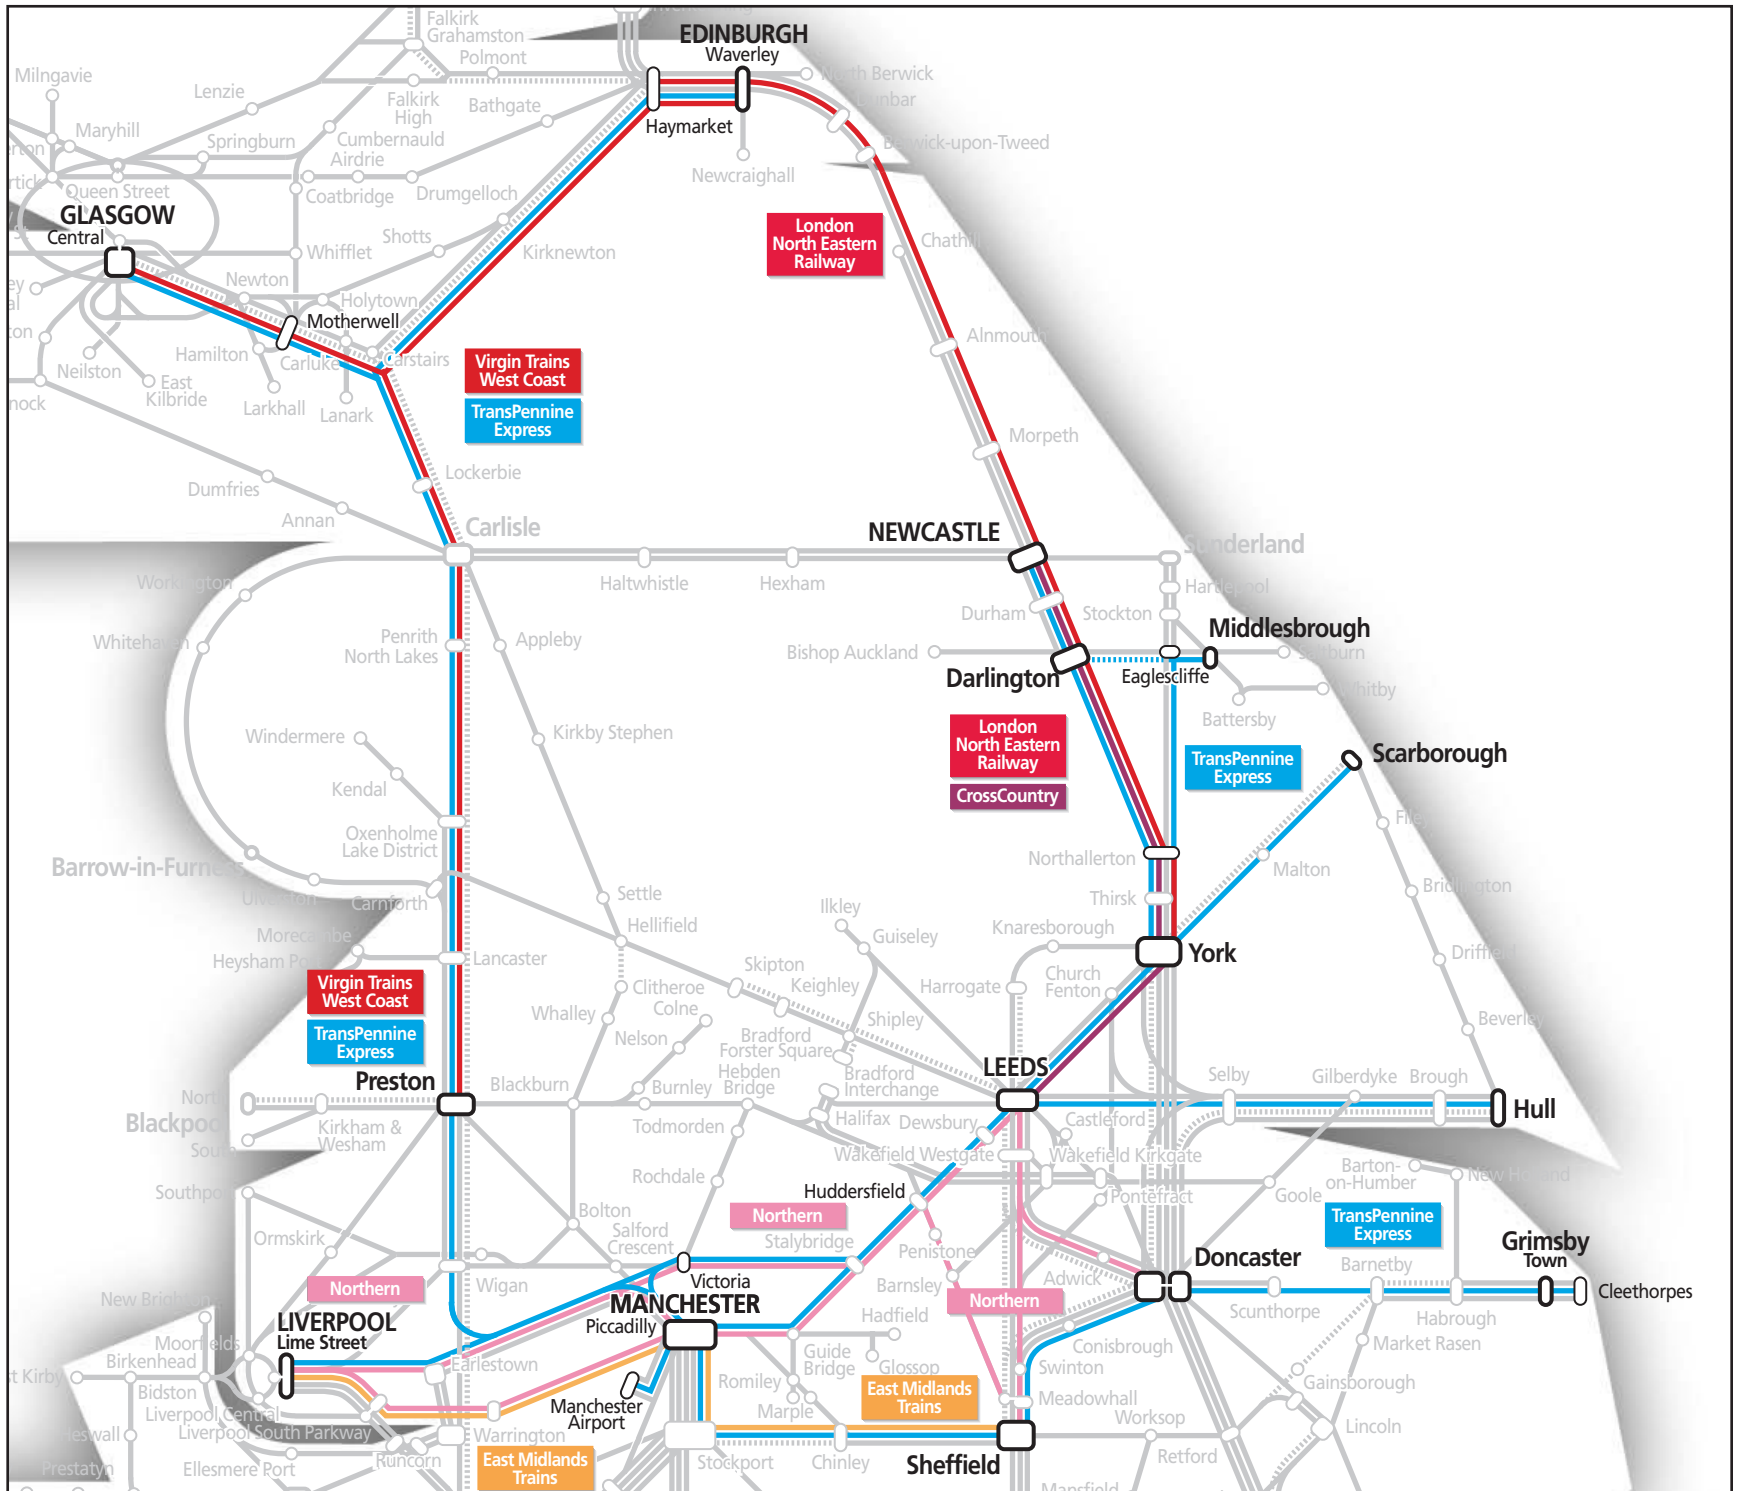 Falkirk
Grahamston
Polmont
EDINBURGH
Waverley
North Berwick
Milngavie
Lenzie
Falkirk
High
Bathgate
Dunbar
Haymarket
Maryhill
Springburn
Cumbernauld
Airdrie
Berwick-upon-Tweed
Newcraighall
Queen Street
Coatbridge
Drumgelloch
GLASGOW
Central
Shotts
Whifflet
Kirknewton
London
North Eastern
Railway
Chathill
Newton
Holytown
Motherwell
Alnmouth
Hamilton
Carluke
Carstairs
Neilston
East
Kilbride
Larkhall
Lanark
Virgin Trains
West Coast
TransPennine
Express
Morpeth
Lockerbie
Dumfries
Annan
Carlisle
NEWCASTLE
Sunderland
Haltwhistle
Hexham
Workington
Hartlepool
Durham
Stockton
Whitehaven
Penrith
North Lakes
Appleby
Bishop Auckland
Middlesbrough
Saltburn
Darlington
Eaglescliffe
Whitby
Battersby
Windermere
Kirkby Stephen
London
North Eastern
Railway
CrossCountry
TransPennine
Express
Scarborough
Kendal
Oxenholme
Lake District
Filey
Barrow-in-Furness
Northallerton
Malton
Ulverston
Carnforth
Settle
Thirsk
Bridlington
Ilkley
Hellifield
Guiseley
Knaresborough
York
Morecambe
Heysham Port
Lancaster
Driffield
Skipton
Keighley
Harrogate
Church
Fenton
Virgin Trains
West Coast
TransPennine
Express
Clitheroe
Whalley
Colne
Nelson
Shipley
Beverley
Bradford
Forster Square
Preston
Blackburn
Burnley
Hebden
Bridge
Bradford
Interchange
LEEDS
Selby
Gilberdyke
Brough
Hull
North
Blackpool
South
Kirkham &
Wesham
Todmorden
Halifax
Dewsbury
Castleford
Wakefield Westgate
Wakefield Kirkgate
Rochdale
Southport
Huddersfield
Pontefract
Goole
Barton-
on-Humber
New Holland
Northern
Bolton
Ormskirk
Salford
Crescent
Stalybridge
Penistone
TransPennine
Express
Doncaster
Grimsby
Town
Northern
Wigan
Victoria
Barnsley
Adwick
Barnetby
Cleethorpes
New Brighton
Northern
Scunthorpe
Habrough
LIVERPOOL
Lime Street
MANCHESTER
Piccadilly
Hadfield
Moorfields
Birkenhead
Earlestown
Guide
Bridge
Glossop
Conisbrough
Market Rasen
st Kirby
Bidston
Romiley
Swinton
Gainsborough
Liverpool Central
Liverpool South Parkway
Manchester
Airport
Marple
East Midlands
Trains
Meadowhall
Worksop
Lincoln
Warrington
East Midlands
Trains
Sheffield
Retford
Prestatyn
Ellesmere Port
Runcorn
Stockport
Chinley
Mansfield